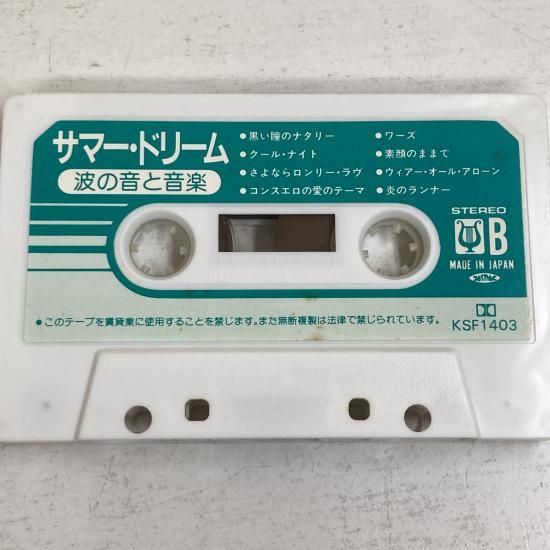 サマー・ドリーム
波の音と音楽
●黒い瞳のナタリー
●クール・ナイト
●さよならロンリー・ラヴ
●コンスエロの愛のテーマ
●ワーズ
●素顔のままで
●ウィアー・オール・アローン
●炎のランナー
STEREO
B
MADE IN JAPAN
●このテープを賃貸業に使用することを禁じます。また無断複製は法律で禁じられています。
KSF1403